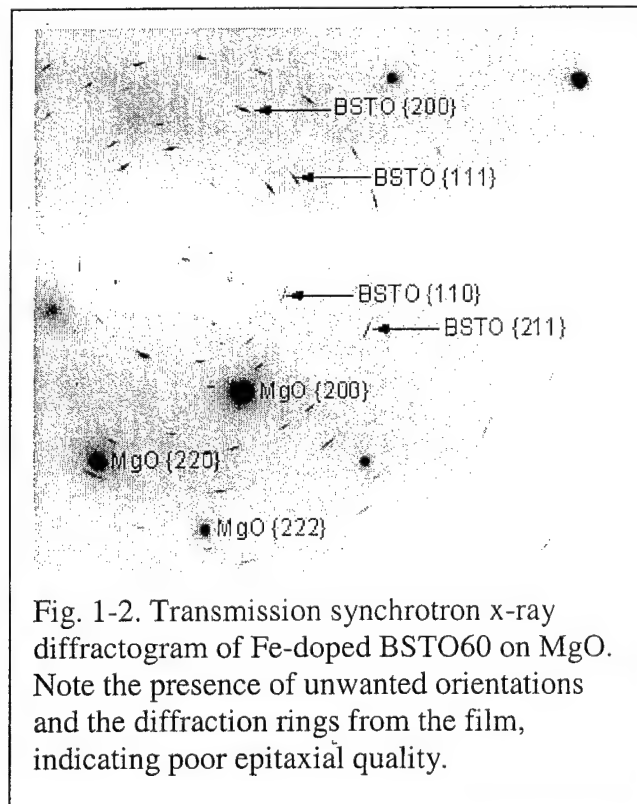 BSTO {200}
BSTO {111}
BSTO {110}
BSTO {211}
MgO {200}
MgO {220}
MgO {222}
Fig. 1-2. Transmission synchrotron x-ray
diffractogram of Fe-doped BSTO60 on MgO.
Note the presence of unwanted orientations
and the diffraction rings from the film,
indicating poor epitaxial quality.